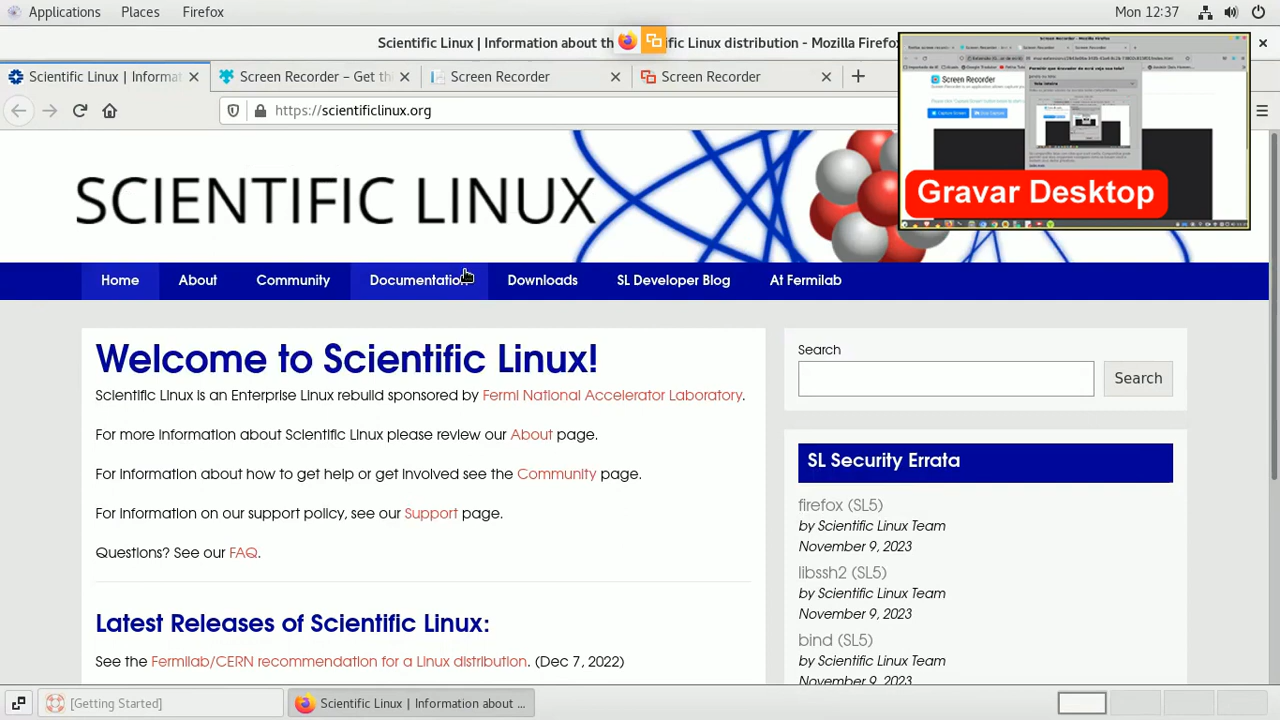 Applications Places Firefox Mon 12:37
Scientific Linux | Information about th ific Linux distribution - Mozilla Firefo
Scientific Linux | Informat Screen Recorder Screen Recorder
https://scientificlinux.org
Screen Recorder
Gravar Desktop
SCIENTIFIC LINUX
Home About Community Documentation Downloads SL Developer Blog At Fermilab
Welcome to Scientific Linux!
Scientific Linux is an Enterprise Linux rebuild sponsored by Fermi National Accelerator Laboratory.
For more information about Scientific Linux please review our About page.
For information about how to get help or get involved see the Community page.
For information on our support policy, see our Support page.
Questions? See our FAQ.
Latest Releases of Scientific Linux:
See the Fermilab/CERN recommendation for a Linux distribution. (Dec 7, 2022)
Search
Search
SL Security Errata
firefox (SL5)
by Scientific Linux Team
November 9, 2023
libssh2 (SL5)
by Scientific Linux Team
November 9, 2023
bind (SL5)
by Scientific Linux Team
November 9, 2023
[Getting Started] Scientific Linux | Information about ...